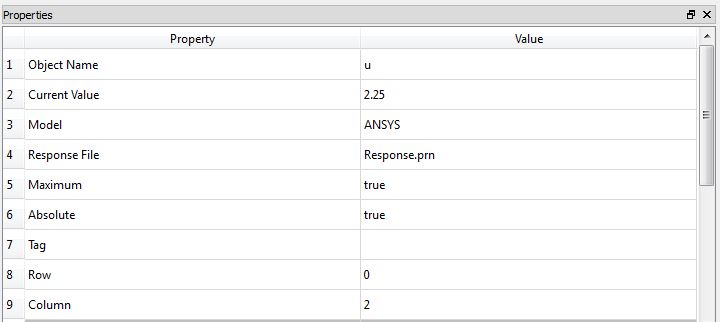 Properties
Property Value
1 Object Name u
2 Current Value 2.25
3 Model ANSYS
4 Response File Response.prn
5 Maximum true
6 Absolute true
7 Tag
8 Row 0
9 Column 2